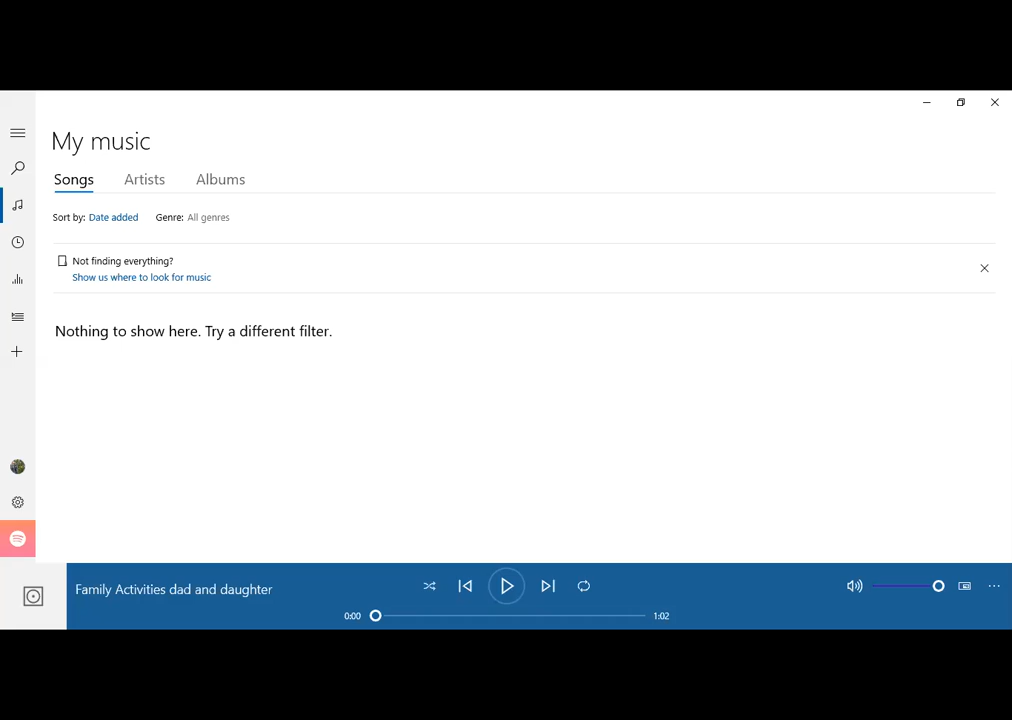 My music
Songs Artists Albums
Sort by: Date added Genre: All genres
Not finding everything?
Show us where to look for music
Nothing to show here. Try a different filter.
Family Activities dad and daughter
0:00 1:02